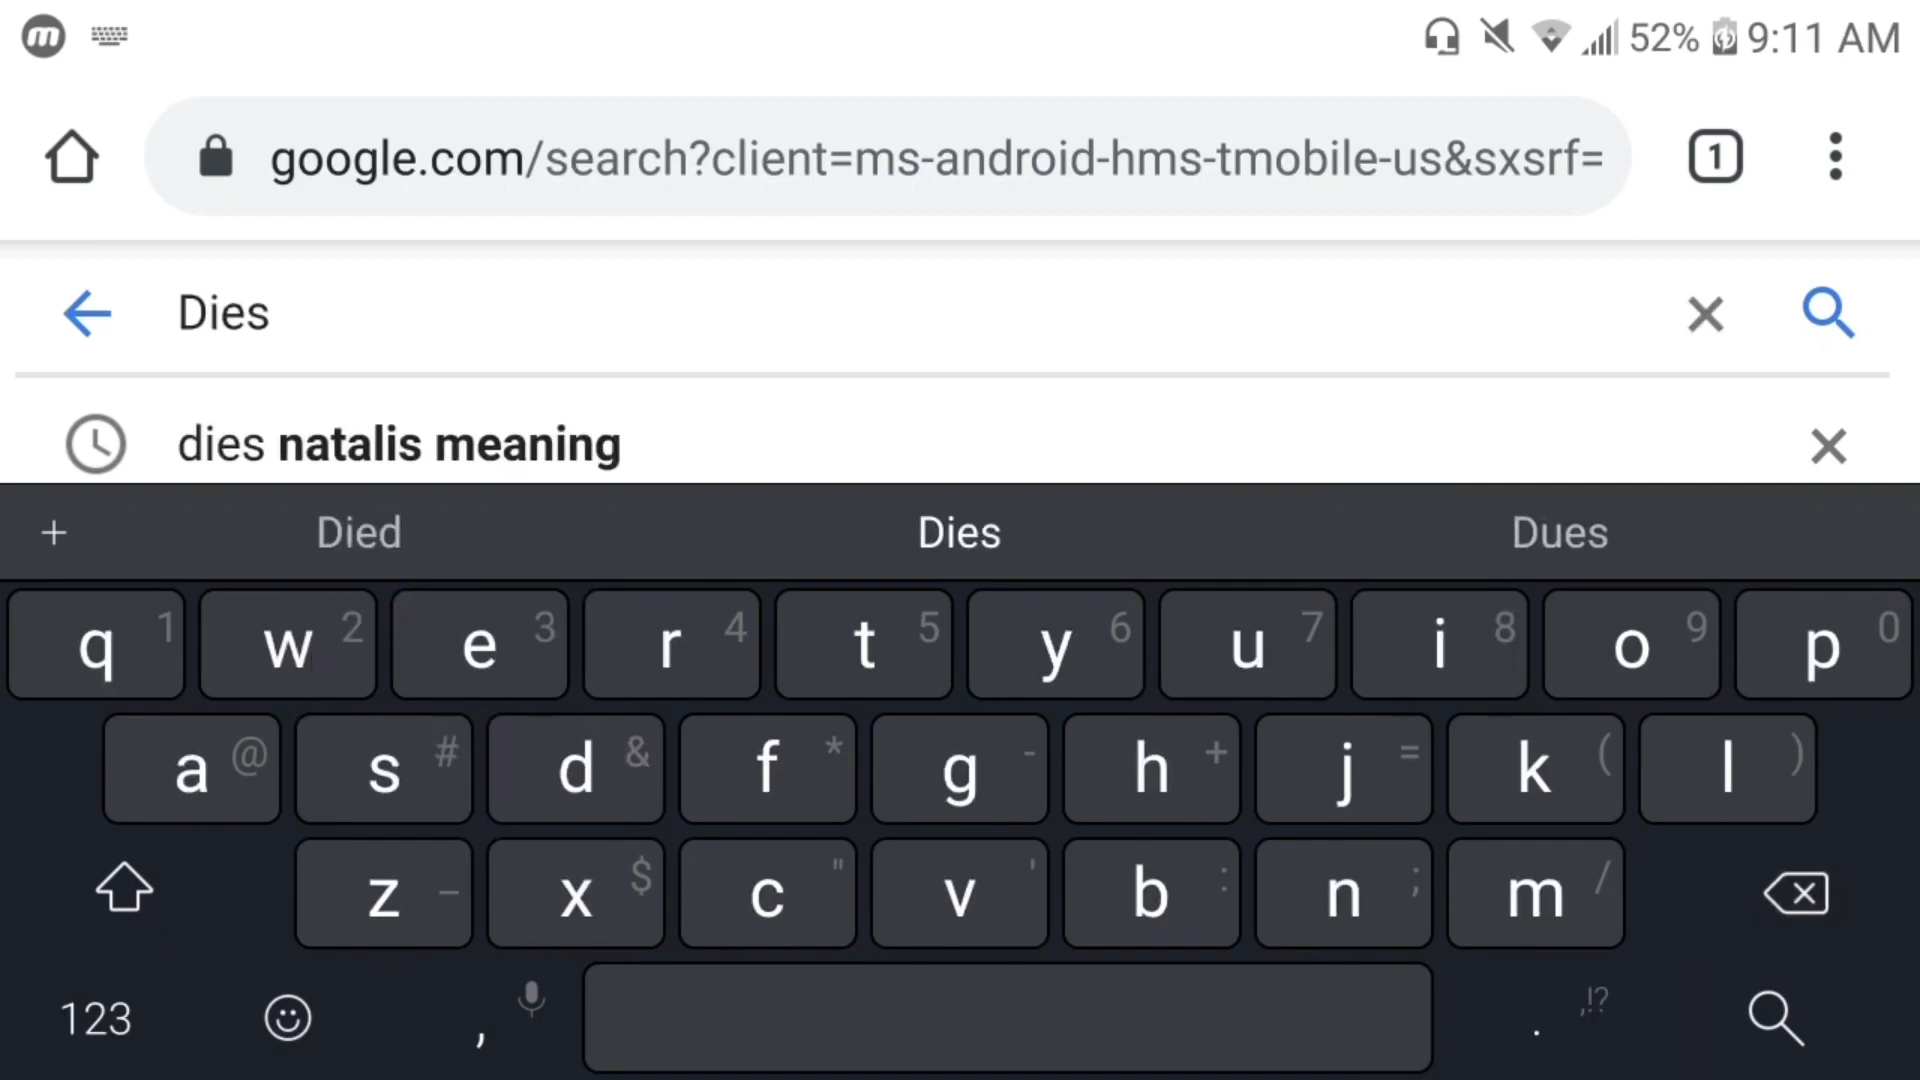 m 52% 9:11 AM
google.com/search?client=ms-android-hms-tmobile-us&sxsrf= 1
Dies
dies natalis meaning
+ Died Dies Dues
q 1 w 2 e 3 r 4 t 5 y 6 u 7 i 8 o 9 p 0
a @ s # d & f * g - h + j = k ( l )
z _ x $ c " v ' b : n ; m /
123 , . ,!?